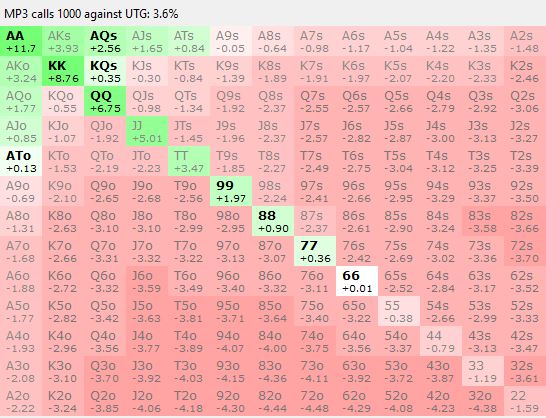 MP3 calls 1000 against UTG: 3.6%
AA AKs AQs AJs ATs A9s A8s A7s A6s A5s A4s A3s A2s
+11.7 +3.93 +2.56 +1.65 +0.84 -0.05 -0.64 -0.98 -1.17 -1.04 -1.22 -1.35 -1.48
AKo KK KQs KJs KTs K9s K8s K7s K6s K5s K4s K3s K2s
+3.24 +8.76 +0.35 -0.30 -0.84 -1.39 -1.89 -1.91 -1.97 -2.07 -2.20 -2.33 -2.46
AQo KQo QQ QJs QTs Q9s Q8s Q7s Q6s Q5s Q4s Q3s Q2s
+1.77 -0.55 +6.75 -0.98 -1.34 -1.92 -2.37 -2.55 -2.57 -2.66 -2.79 -2.92 -3.06
AJo KJo QJo JJ JTs J9s J8s J7s J6s J5s J4s J3s J2s
+0.85 -1.07 -1.92 +5.01 -1.45 -1.96 -2.37 -2.57 -2.82 -2.87 -3.00 -3.13 -3.27
ATo KTo QTo JTo TT T9s T8s T7s T6s T5s T4s T3s T2s
+0.13 -1.53 -2.19 -2.23 +3.47 -1.85 -2.27 -2.49 -2.75 -3.04 -3.12 -3.25 -3.39
A9o K9o Q9o J9o T9o 99 98s 97s 96s 95s 94s 93s 92s
-0.69 -2.10 -2.65 -2.68 -2.56 +1.97 -2.24 -2.41 -2.66 -2.95 -3.29 -3.37 -3.50
A8o K8o Q8o J8o T8o 98o 88 87s 86s 85s 84s 83s 82s
-1.31 -2.63 -3.10 -3.10 -2.99 -2.95 +0.90 -2.37 -2.61 -2.90 -3.24 -3.58 -3.66
A7o K7o Q7o J7o T7o 97o 87o 77 76s 75s 74s 73s 72s
-1.68 -2.66 -3.31 -3.32 -3.22 -3.13 -3.07 +0.36 -2.42 -2.69 -3.02 -3.36 -3.70
A6o K6o Q6o J6o T6o 96o 86o 76o 66 65s 64s 63s 62s
-1.88 -2.72 -3.32 -3.59 -3.49 -3.40 -3.32 -3.11 +0.01 -2.52 -2.84 -3.17 -3.52
A5o K5o Q5o J5o T5o 95o 85o 75o 65o 55 54s 53s 52s
-1.77 -2.82 -3.42 -3.63 -3.81 -3.71 -3.64 -3.40 -3.22 -0.38 -2.66 -2.99 -3.33
A4o K4o Q4o J4o T4o 94o 84o 74o 64o 54o 44 43s 42s
-1.93 -2.96 -3.56 -3.77 -3.89 -4.07 -4.00 -3.75 -3.56 -3.37 -0.79 -3.13 -3.47
A3o K3o Q3o J3o T3o 93o 83o 73o 63o 53o 43o 33 32s
-2.08 -3.10 -3.70 -3.92 -4.03 -4.15 -4.36 -4.11 -3.92 -3.72 -3.87 -1.19 -3.61
A2o K2o Q2o J2o T2o 92o 82o 72o 62o 52o 42o 32o 22
-2.22 -3.24 -3.85 -4.06 -4.18 -4.30 -4.44 -4.48 -4.29 -4.08 -4.23 -4.38 -1.59